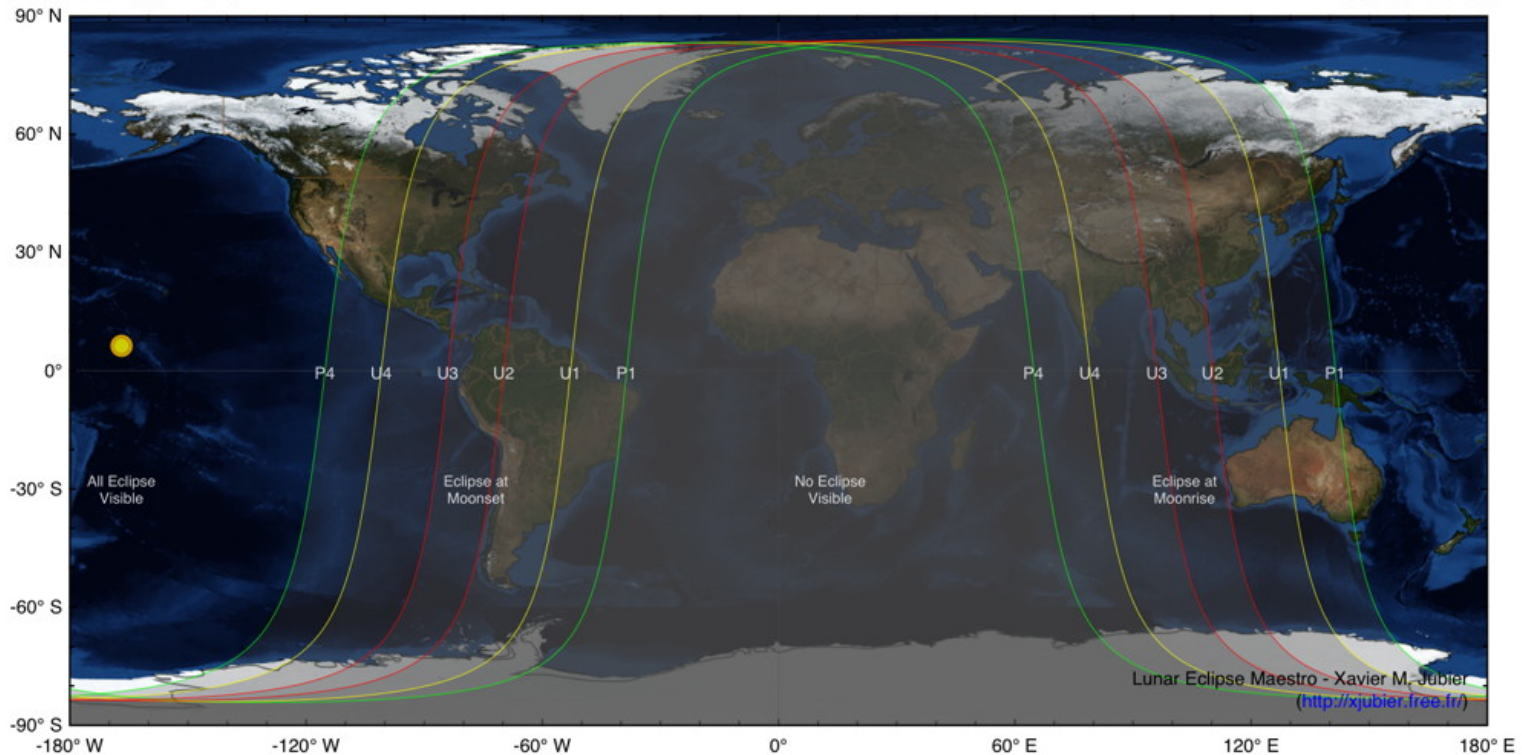 90° N
60° N
30° N
0°
-30° S
-60° S
-90° S
P4 U4 U3 U2 U1 P1 P4 U4 U3 U2 U1 P1
All Eclipse
Visible
Eclipse at
Moonset
No Eclipse
Visible
Eclipse at
Moonrise
Lunar Eclipse Maestro - Xavier M. Jubier
(http://xjubier.free.fr/)
-180° W -120° W -60° W 0° 60° E 120° E 180° E